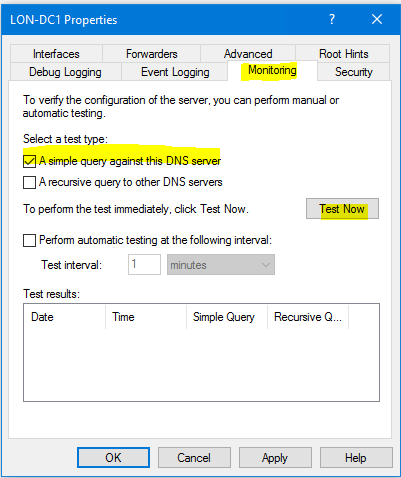 LON-DC1 Properties
? ×
Interfaces Forwarders Advanced Root Hints
Debug Logging Event Logging Monitoring Security
To verify the configuration of the server, you can perform manual or
automatic testing.
Select a test type:
A simple query against this DNS server
A recursive query to other DNS servers
To perform the test immediately, click Test Now. Test Now
Perform automatic testing at the following interval:
Test interval: 1 minutes
Test results:
Date Time Simple Query Recursive Q...
OK Cancel Apply Help